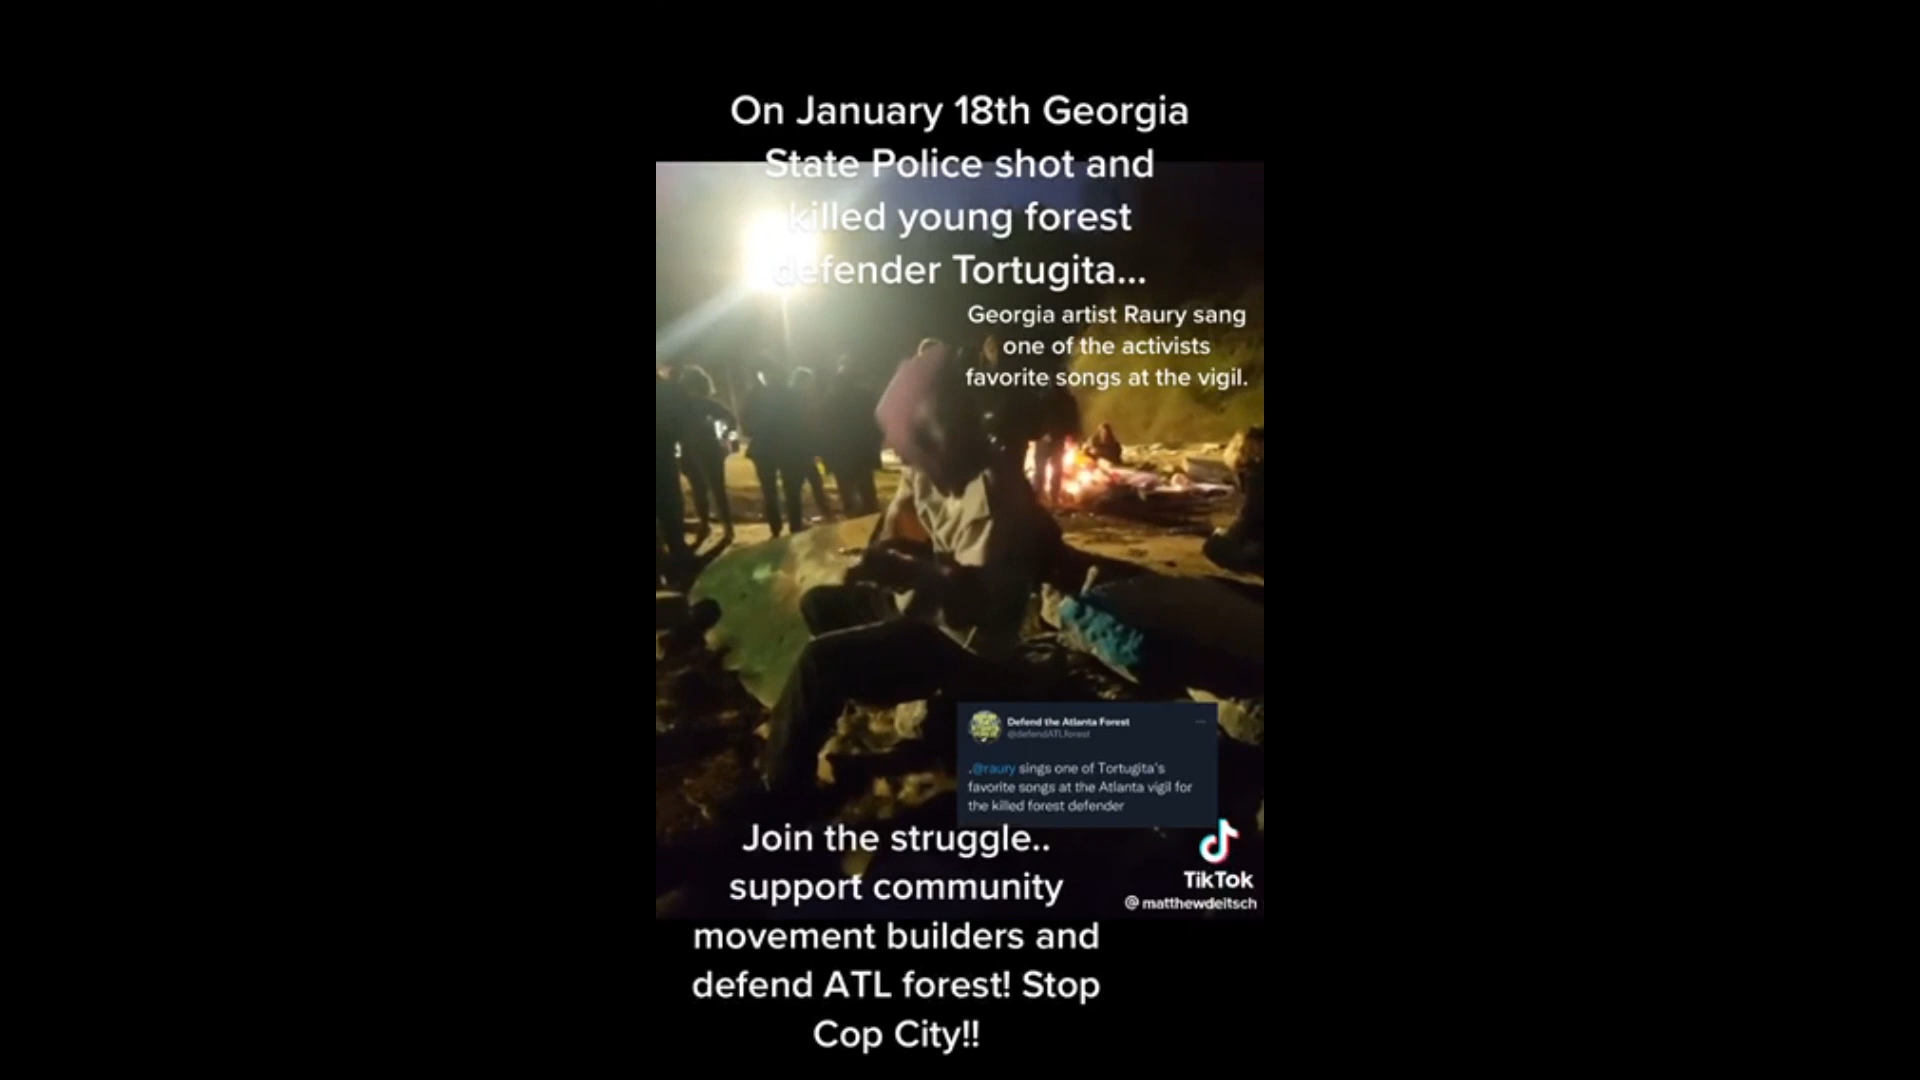 On January 18th Georgia
State Police shot and
killed young forest
defender Tortugita...
Georgia artist Raury sang
one of the activists
favorite songs at the vigil.
Defend the Atlanta Forest
@defendATLforest
.@raury sings one of Tortugita's
favorite songs at the Atlanta vigil for
the killed forest defender
Join the struggle..
support community
movement builders and
defend ATL forest! Stop
Cop City!!
TikTok
@matthewdeitsch